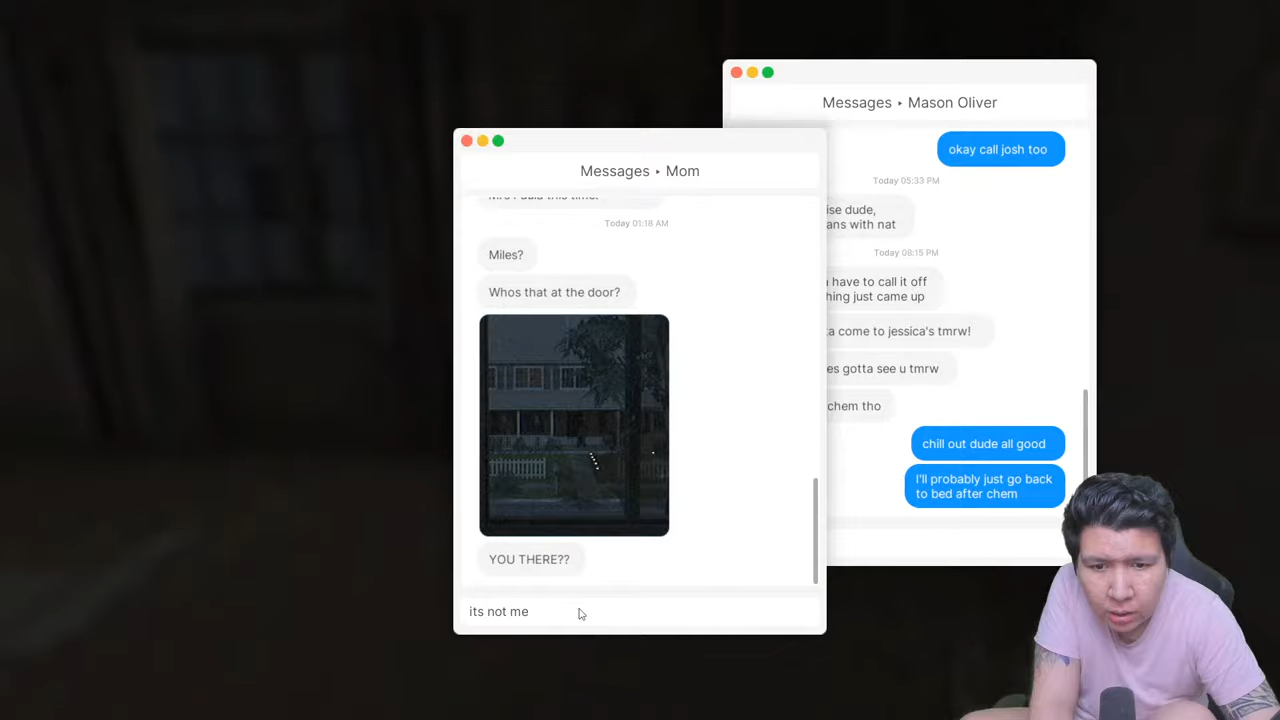 Messages ▸ Mason Oliver
okay call josh too
Today 05:33 PM
ise dude,
ans with nat
Today 08:15 PM
have to call it off
hing just came up
a come to jessica's tmrw!
es gotta see u tmrw
chem tho
chill out dude all good
I'll probably just go back
to bed after chem
Messages ▸ Mom
this time!
Today 01:18 AM
Miles?
Whos that at the door?
YOU THERE??
its not me